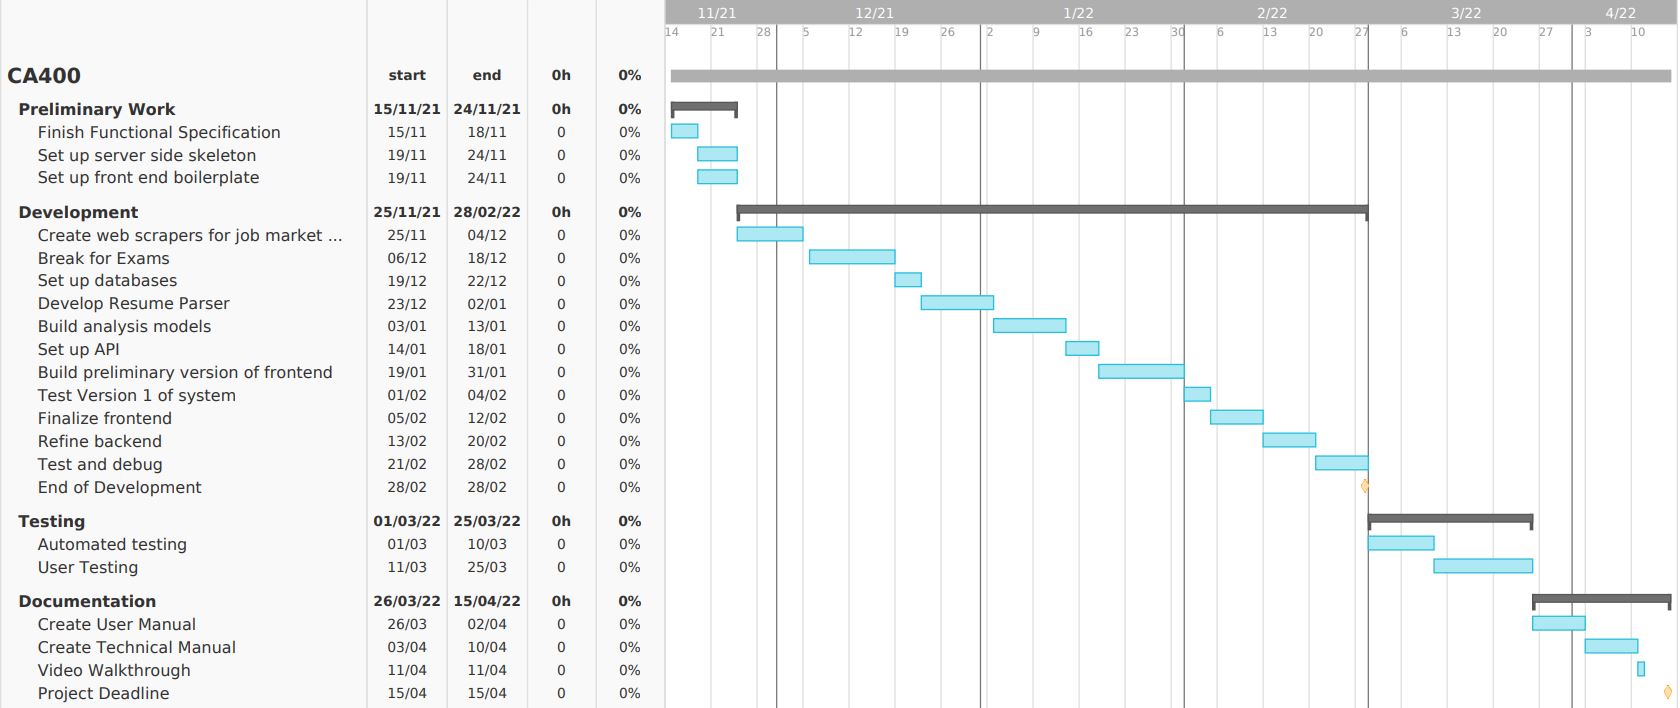 11/21 12/21 1/22 2/22 3/22 4/22
14 21 28 5 12 19 26 2 9 16 23 30 6 13 20 27 6 13 20 27 3 10
CA400 start end 0h 0%
Preliminary Work 15/11/21 24/11/21 0h 0%
Finish Functional Specification 15/11 18/11 0 0%
Set up server side skeleton 19/11 24/11 0 0%
Set up front end boilerplate 19/11 24/11 0 0%
Development 25/11/21 28/02/22 0h 0%
Create web scrapers for job market ... 25/11 04/12 0 0%
Break for Exams 06/12 18/12 0 0%
Set up databases 19/12 22/12 0 0%
Develop Resume Parser 23/12 02/01 0 0%
Build analysis models 03/01 13/01 0 0%
Set up API 14/01 18/01 0 0%
Build preliminary version of frontend 19/01 31/01 0 0%
Test Version 1 of system 01/02 04/02 0 0%
Finalize frontend 05/02 12/02 0 0%
Refine backend 13/02 20/02 0 0%
Test and debug 21/02 28/02 0 0%
End of Development 28/02 28/02 0 0%
Testing 01/03/22 25/03/22 0h 0%
Automated testing 01/03 10/03 0 0%
User Testing 11/03 25/03 0 0%
Documentation 26/03/22 15/04/22 0h 0%
Create User Manual 26/03 02/04 0 0%
Create Technical Manual 03/04 10/04 0 0%
Video Walkthrough 11/04 11/04 0 0%
Project Deadline 15/04 15/04 0 0%